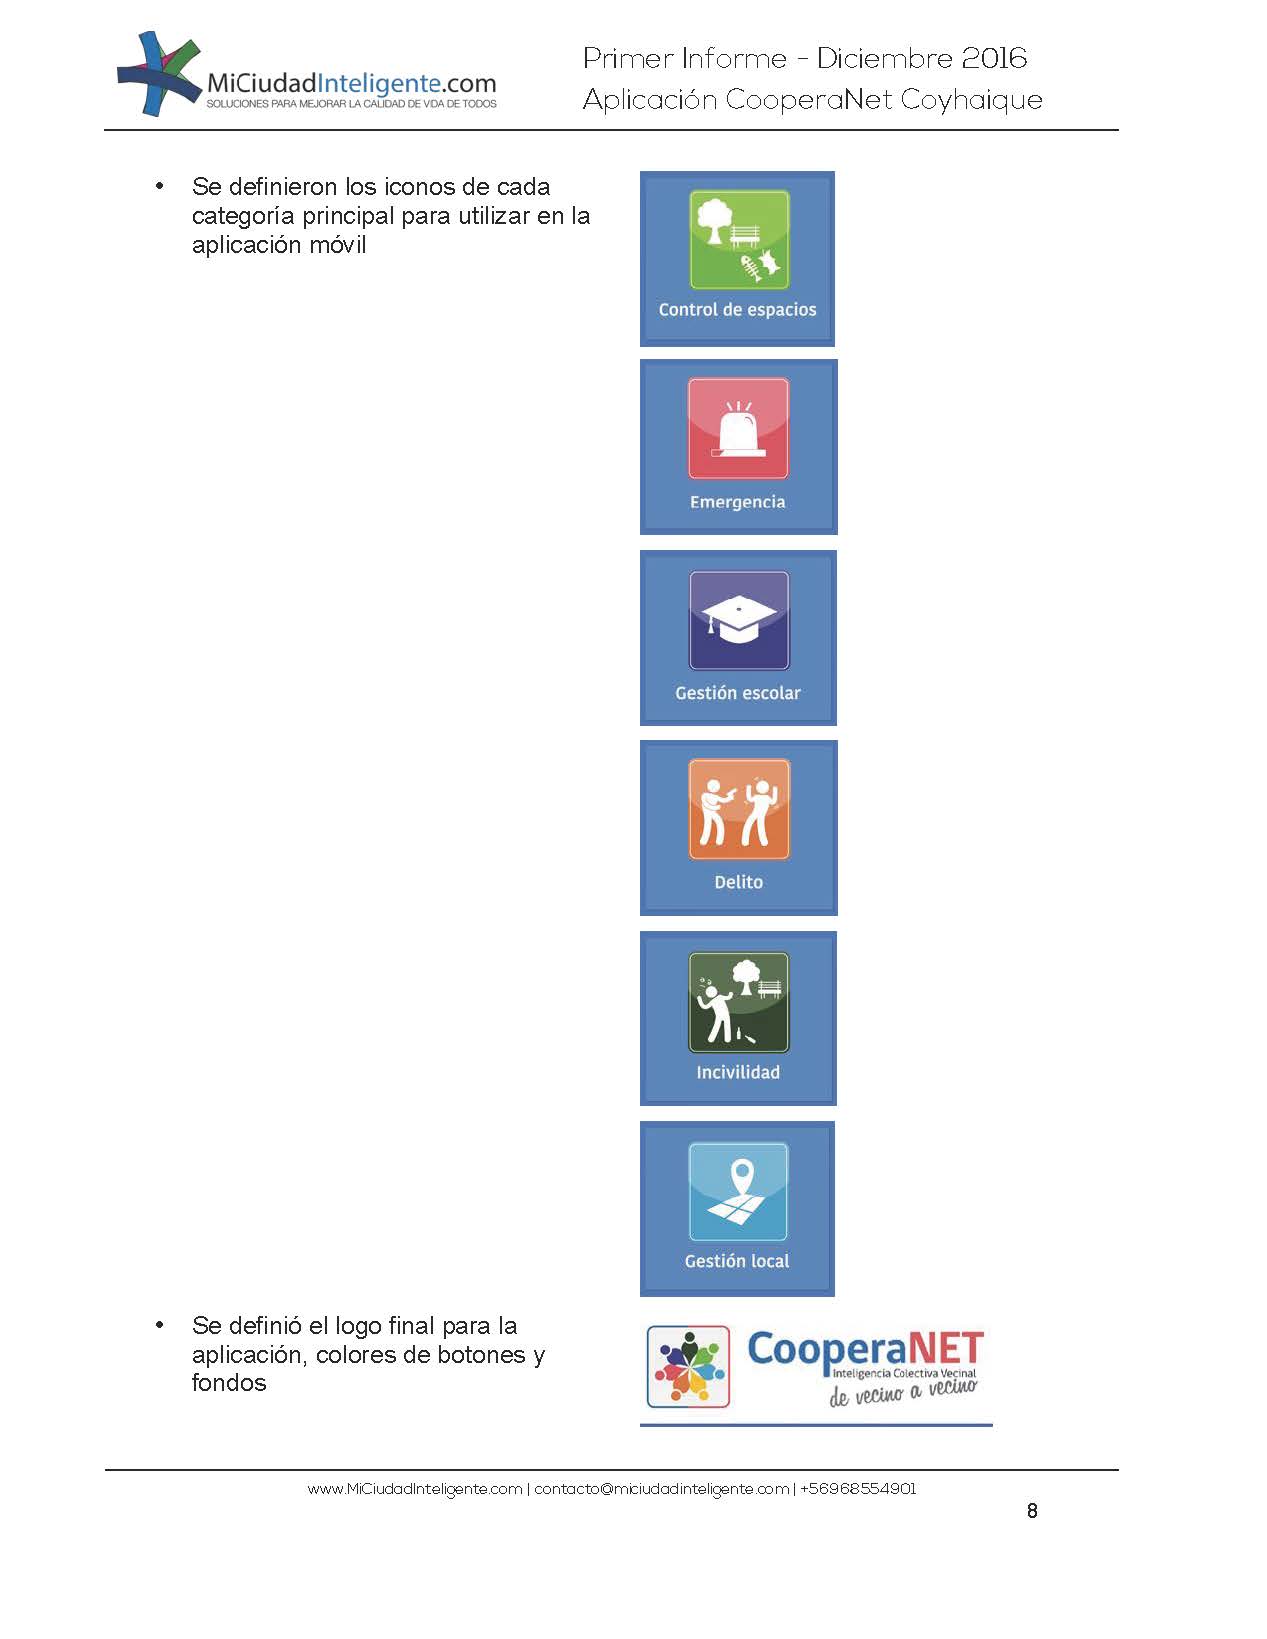 MiCiudadInteligente.com
SOLUCIONES PARA MEJORAR LA CALIDAD DE VIDA DE TODOS
Primer Informe - Diciembre 2016
Aplicación CooperaNet Coyhaique
• Se definieron los iconos de cada
categoría principal para utilizar en la
aplicación móvil
Control de espacios
Emergencia
Gestión escolar
Delito
Incivilidad
Gestión local
• Se definió el logo final para la
aplicación, colores de botones y
fondos
CooperaNET
Inteligencia Colectiva Vecinal
de vecino a vecino
www.MiCiudadInteligente.com | contacto@miciudadinteligente.com | +56968554901
8